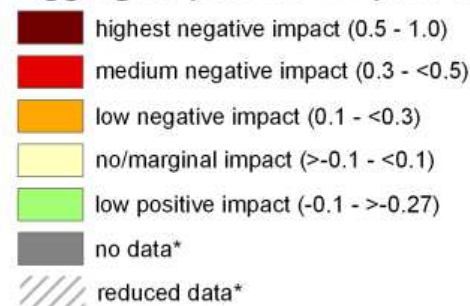 highest negative impact (0.5 - 1.0)
medium negative impact (0.3 - <0.5)
low negative impact (0.1 - <0.3)
no/marginal impact (>-0.1 - <0.1)
low positive impact (-0.1 - >-0.27)
no data*
reduced data*